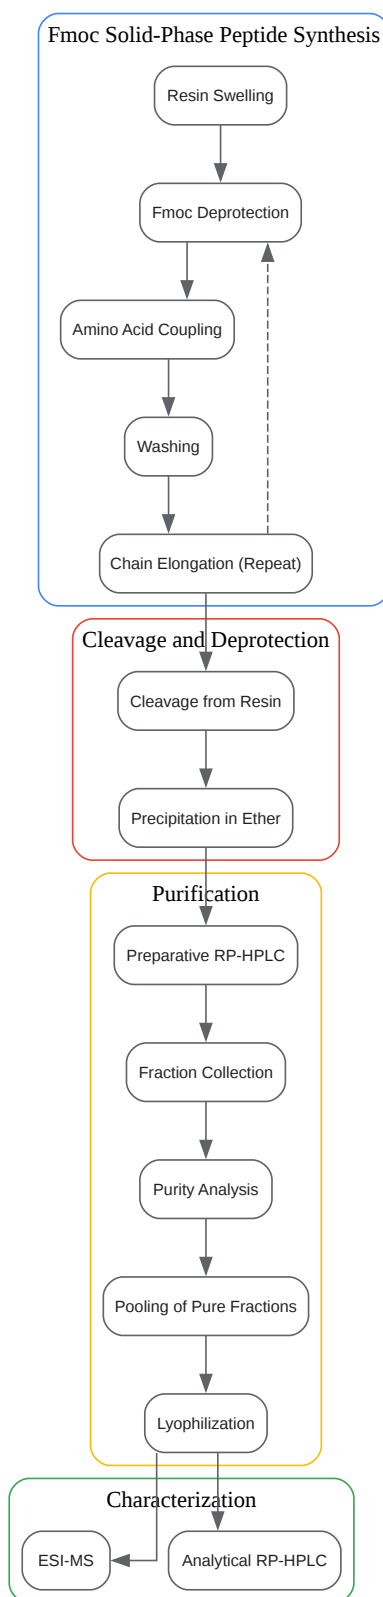 Fmoc Solid-Phase Peptide Synthesis
Resin Swelling
Fmoc Deprotection
Amino Acid Coupling
Washing
Chain Elongation (Repeat)
Cleavage and Deprotection
Cleavage from Resin
Precipitation in Ether
Purification
Preparative RP-HPLC
Fraction Collection
Purity Analysis
Pooling of Pure Fractions
Lyophilization
Characterization
ESI-MS
Analytical RP-HPLC